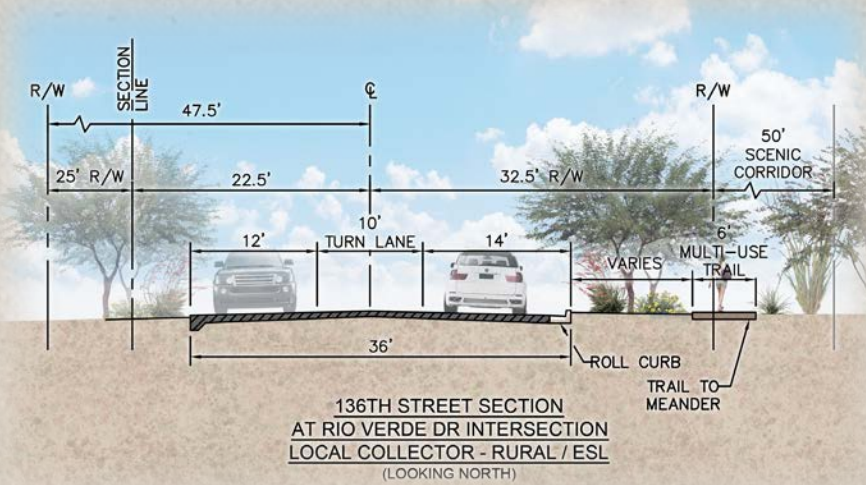 R/W
SECTION
LINE
℄
R/W
47.5'
50'
SCENIC
CORRIDOR
25' R/W
22.5'
32.5' R/W
12'
10'
TURN LANE
14'
VARIES
6'
MULTI-USE
TRAIL
36'
ROLL CURB
TRAIL TO
MEANDER
136TH STREET SECTION
AT RIO VERDE DR INTERSECTION
LOCAL COLLECTOR - RURAL / ESL
(LOOKING NORTH)